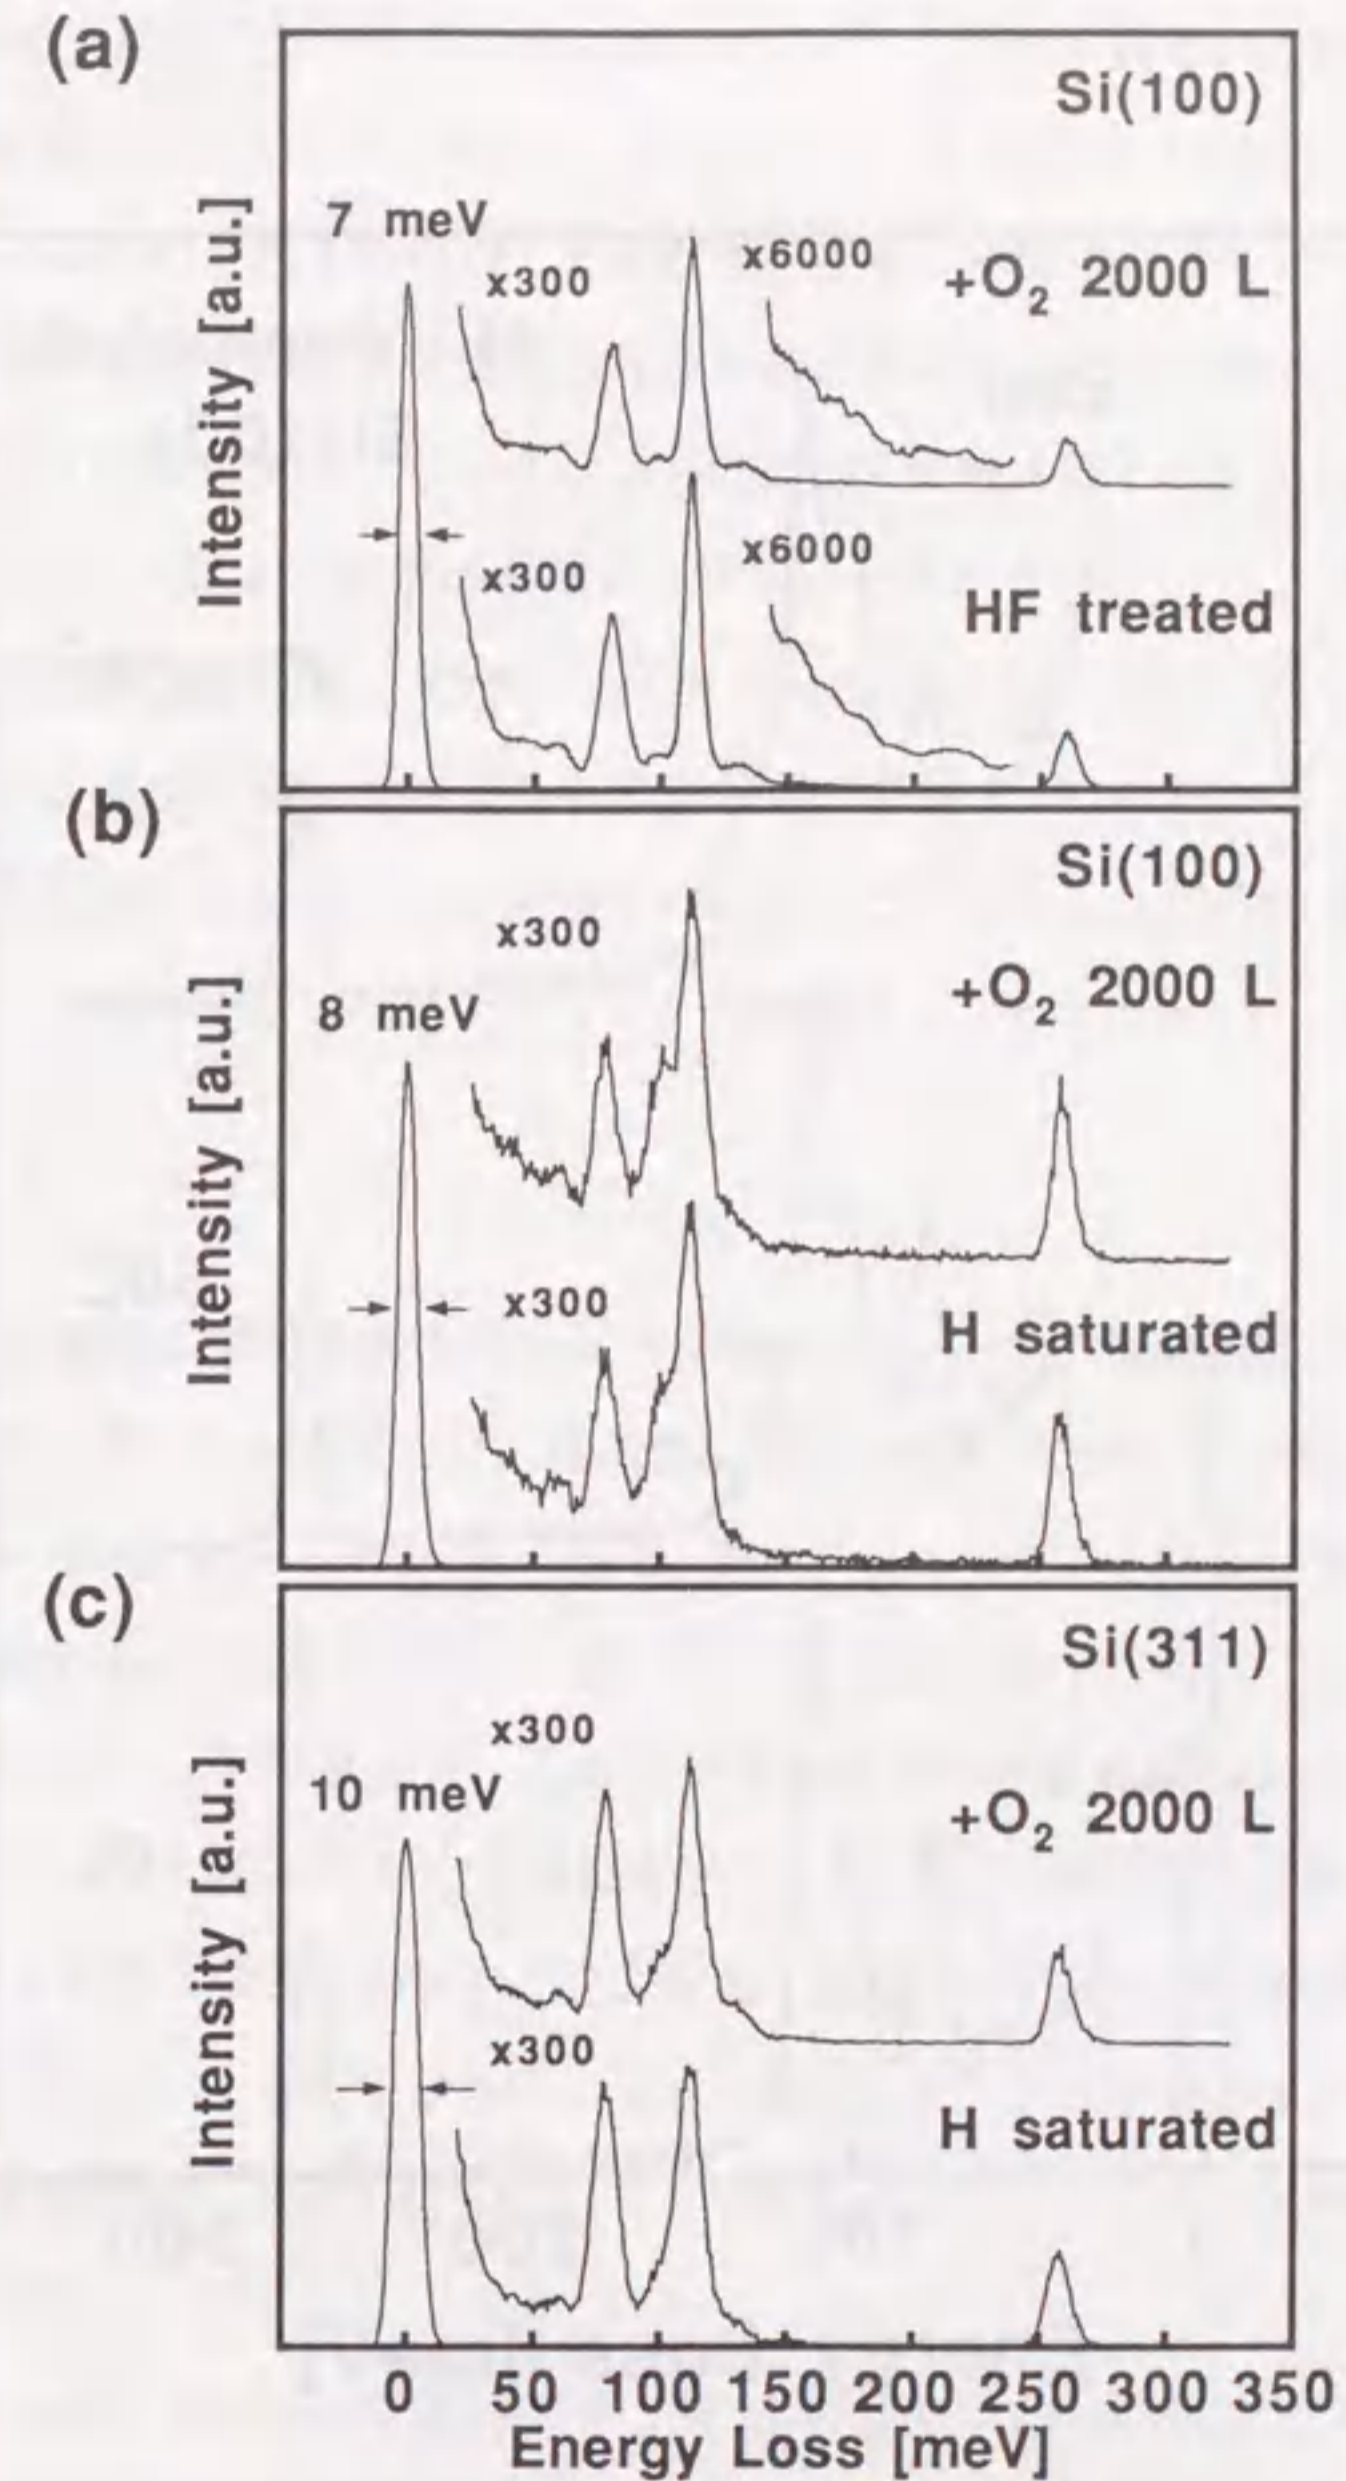 (a)
Si(100)
7 meV
x300
x6000
+O₂ 2000 L
x300
x6000
HF treated
Intensity [a.u.]
(b)
Si(100)
x300
+O₂ 2000 L
8 meV
x300
H saturated
Intensity [a.u.]
(c)
Si(311)
x300
10 meV
+O₂ 2000 L
x300
H saturated
Intensity [a.u.]
0 50 100 150 200 250 300 350
Energy Loss [meV]